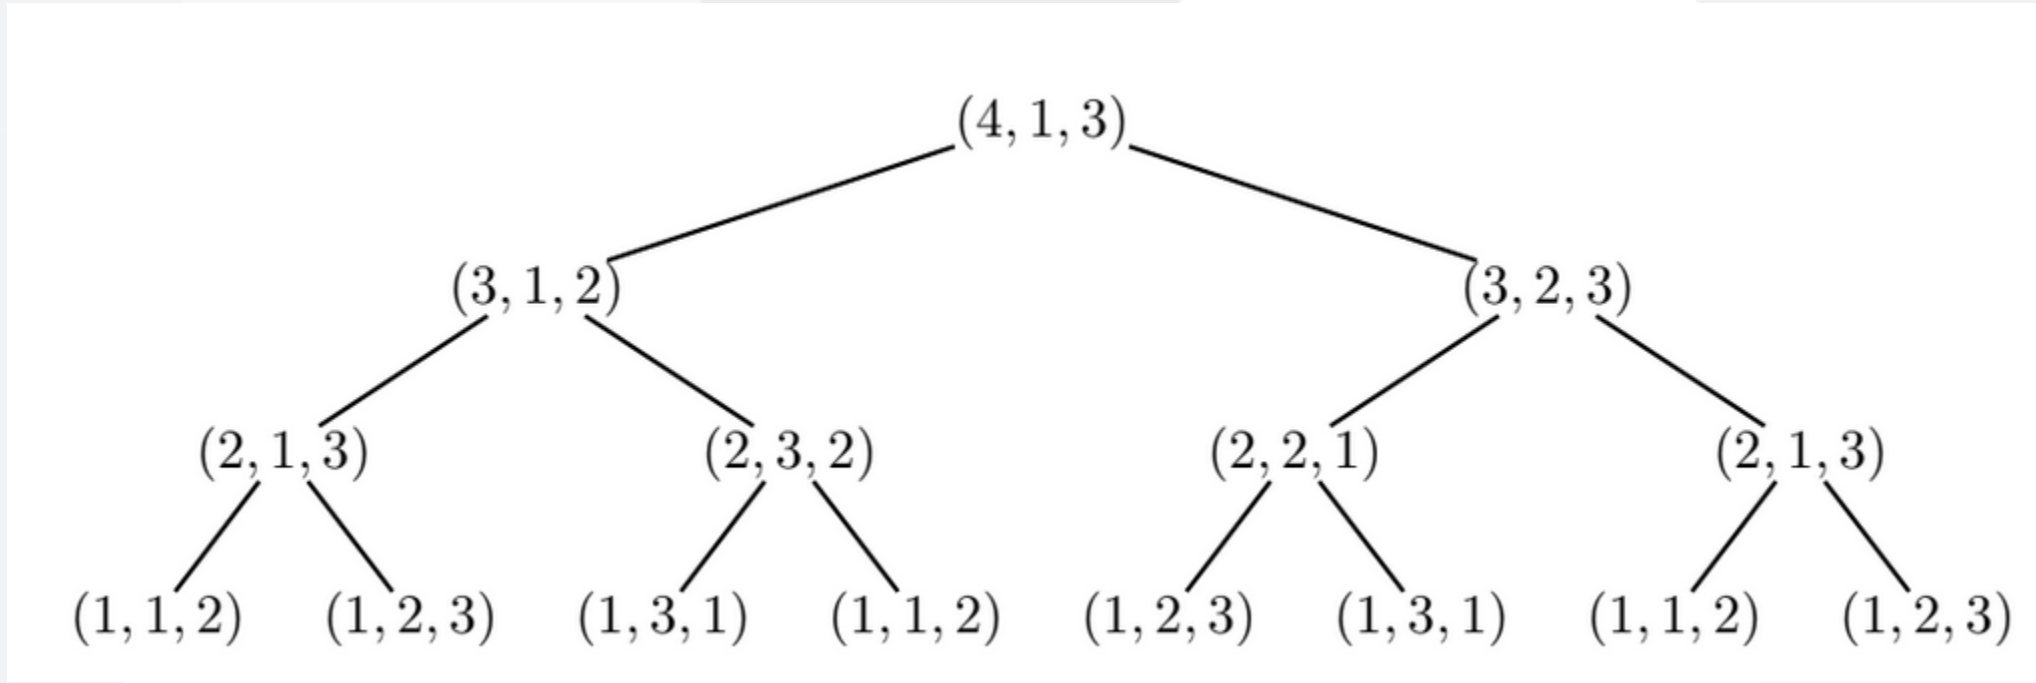 (4, 1, 3)
(3, 1, 2) (3, 2, 3)
(2, 1, 3) (2, 3, 2) (2, 2, 1) (2, 1, 3)
(1, 1, 2) (1, 2, 3) (1, 3, 1) (1, 1, 2) (1, 2, 3) (1, 3, 1) (1, 1, 2) (1, 2, 3)